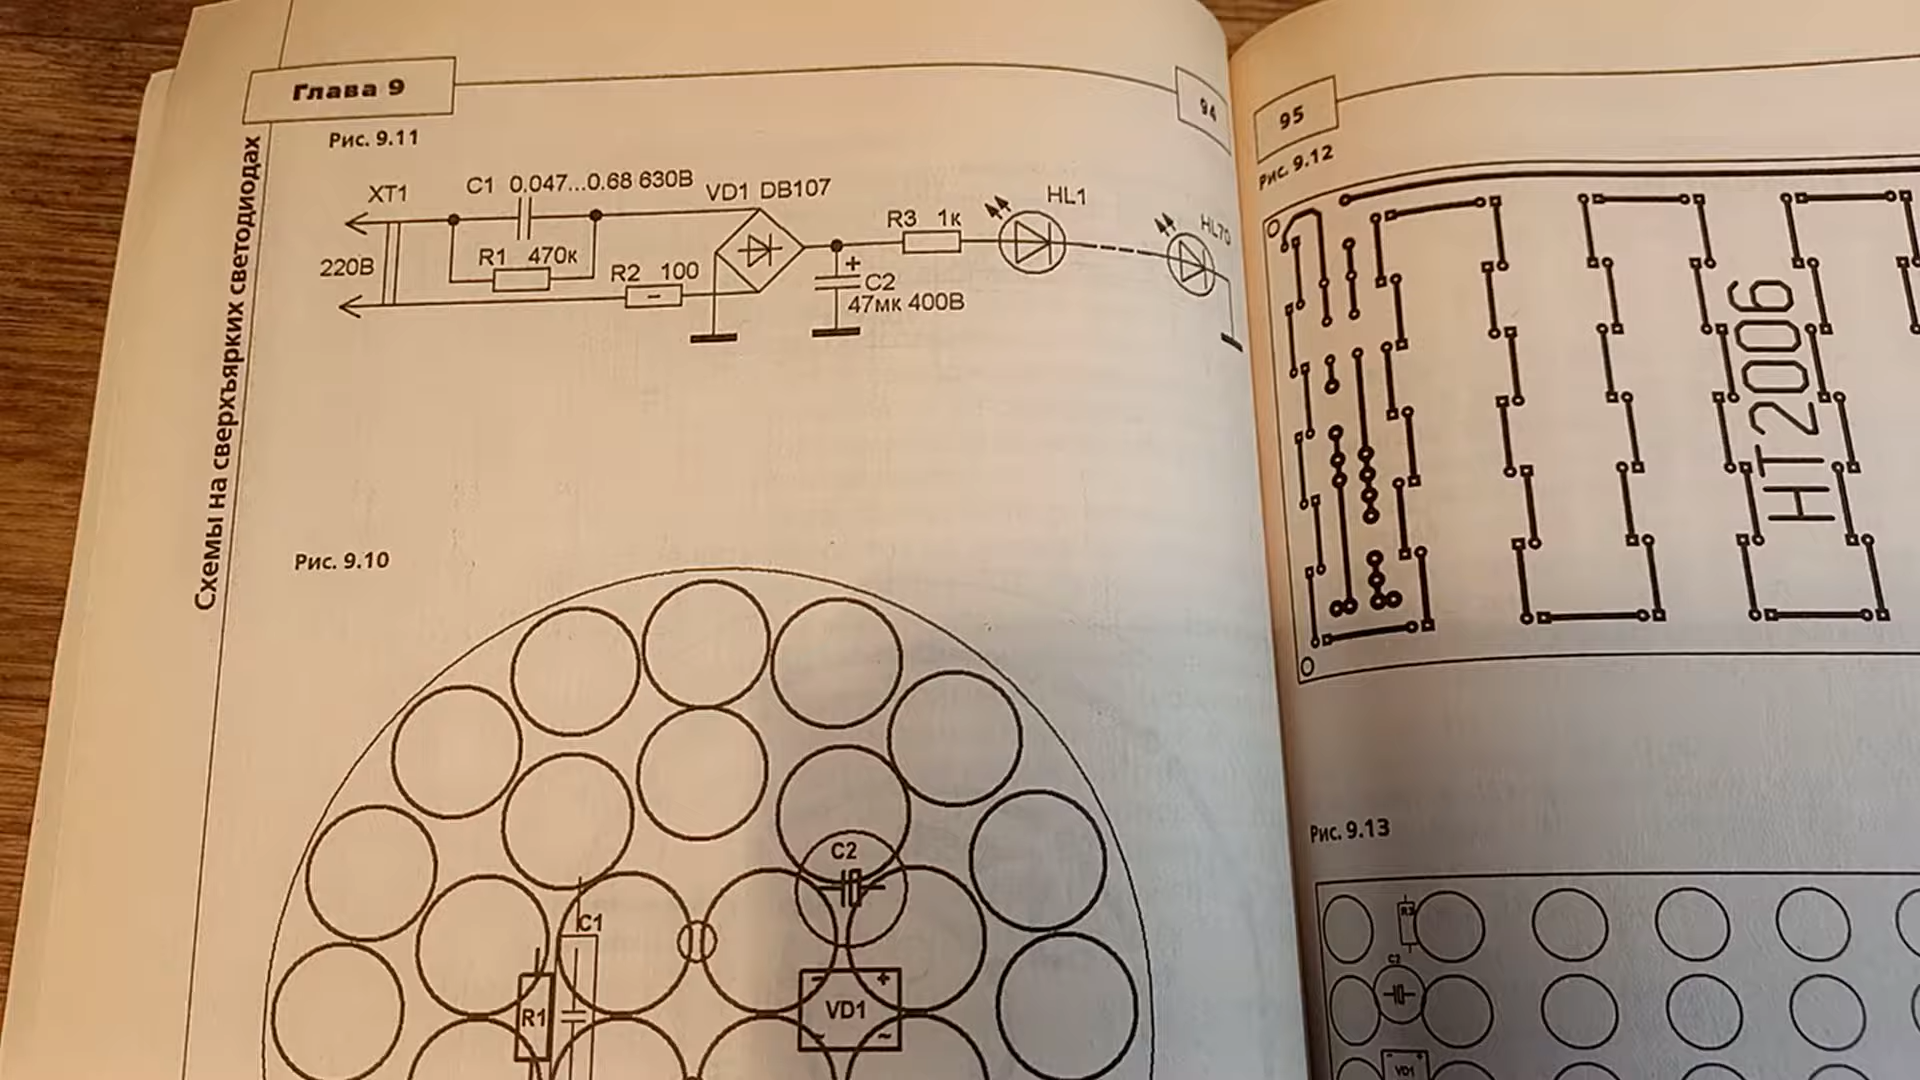 Глава 9
94
Схемы на сверхъярких светодиодах
Рис. 9.11
XT1
C1 0.047...0.68 630В
VD1 DB107
R3 1к
HL1
HL70
220В
R1 470к
R2 100
+
C2
47мк 400В
Рис. 9.10
C2
C1
R1
- +
VD1
~ ~
95
Рис. 9.12
HT2006
Рис. 9.13
R3
C2
VD1